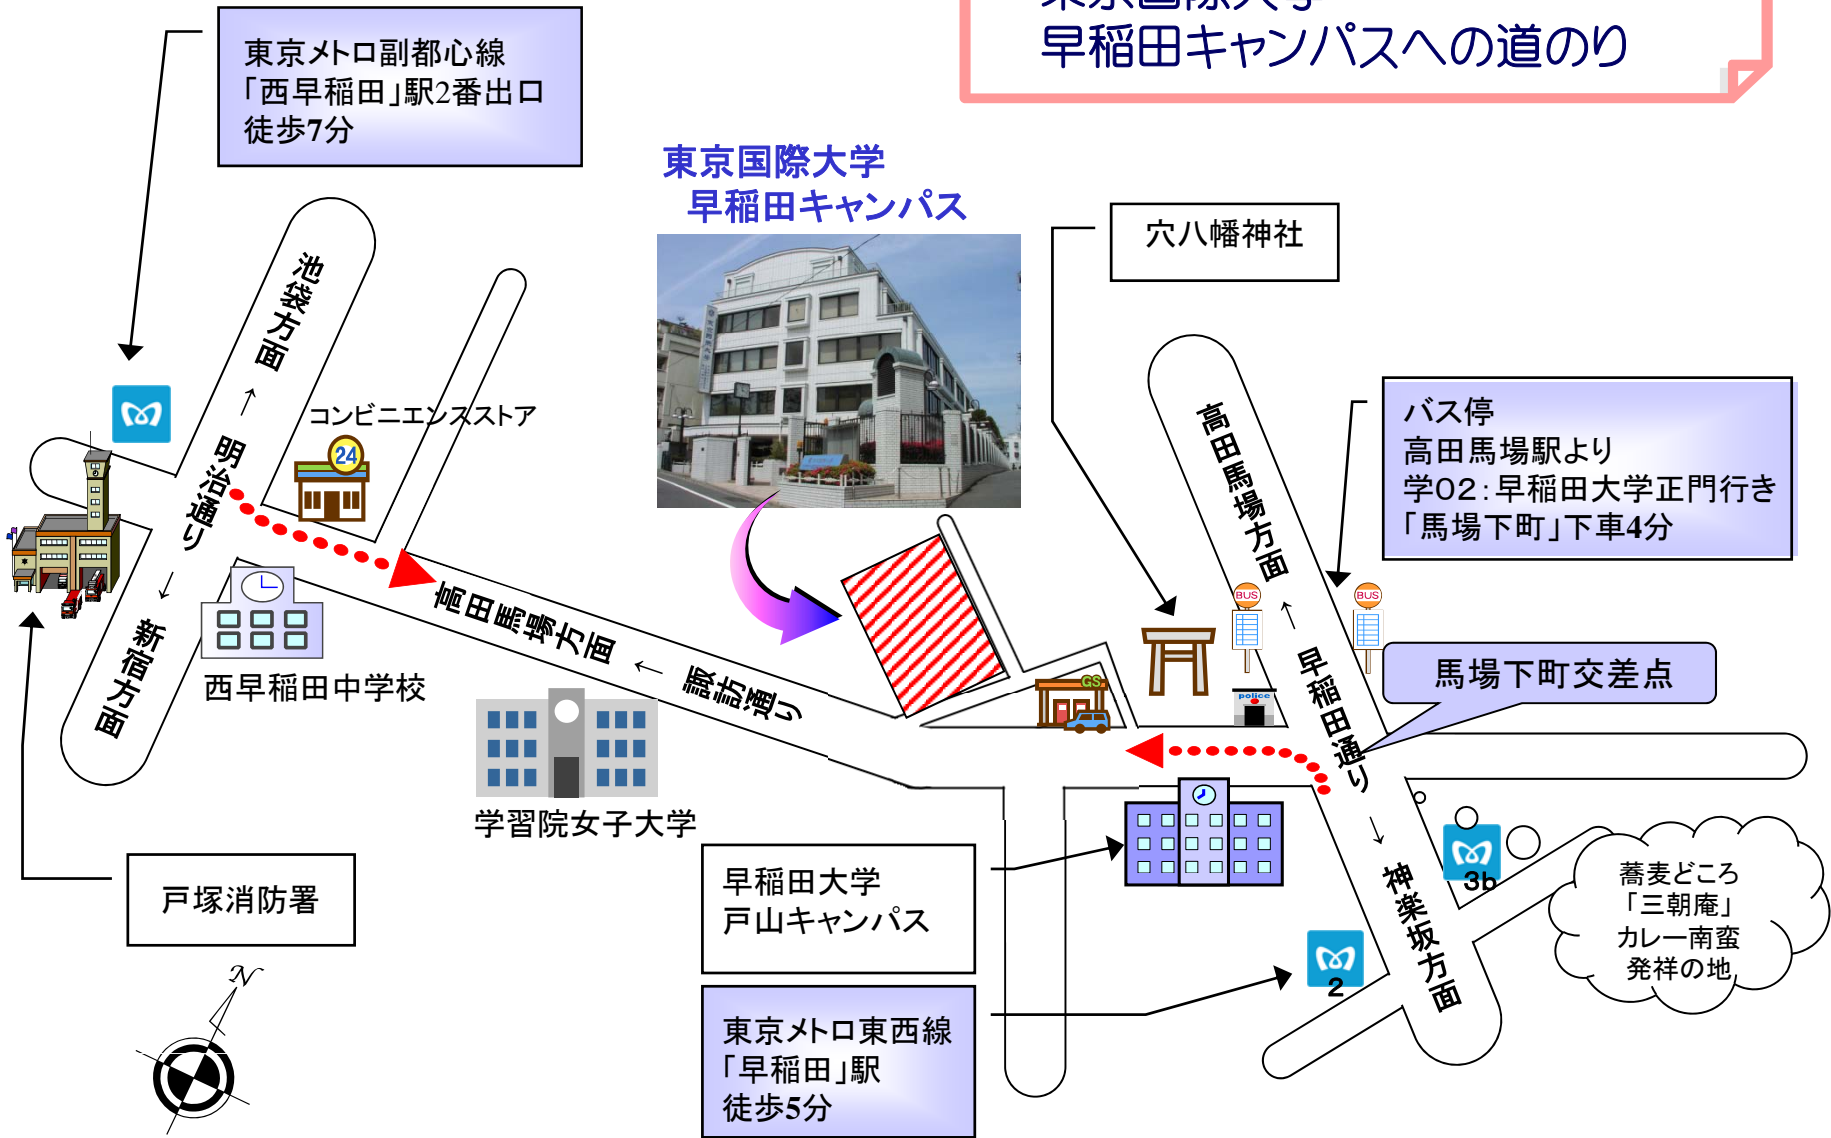 東京国際大学
早稲田キャンパスへの道のり
東京メトロ副都心線
「西早稲田」駅2番出口
徒歩7分
東京国際大学
早稲田キャンパス
穴八幡神社
池袋方面 ← 明治通り → 新宿方面
コンビニエンスストア
24
高田馬場方面 ← 早稲田通り → 神楽坂方面
バス停
高田馬場駅より
学02：早稲田大学正門行き
「馬場下町」下車4分
BUS
BUS
馬場下町交差点
police
GS
高田馬場方面 ← 諏訪通り
西早稲田中学校
学習院女子大学
戸塚消防署
早稲田大学
戸山キャンパス
東京メトロ東西線
「早稲田」駅
徒歩5分
3b
2
蕎麦どころ
「三朝庵」
カレー南蛮
発祥の地
N